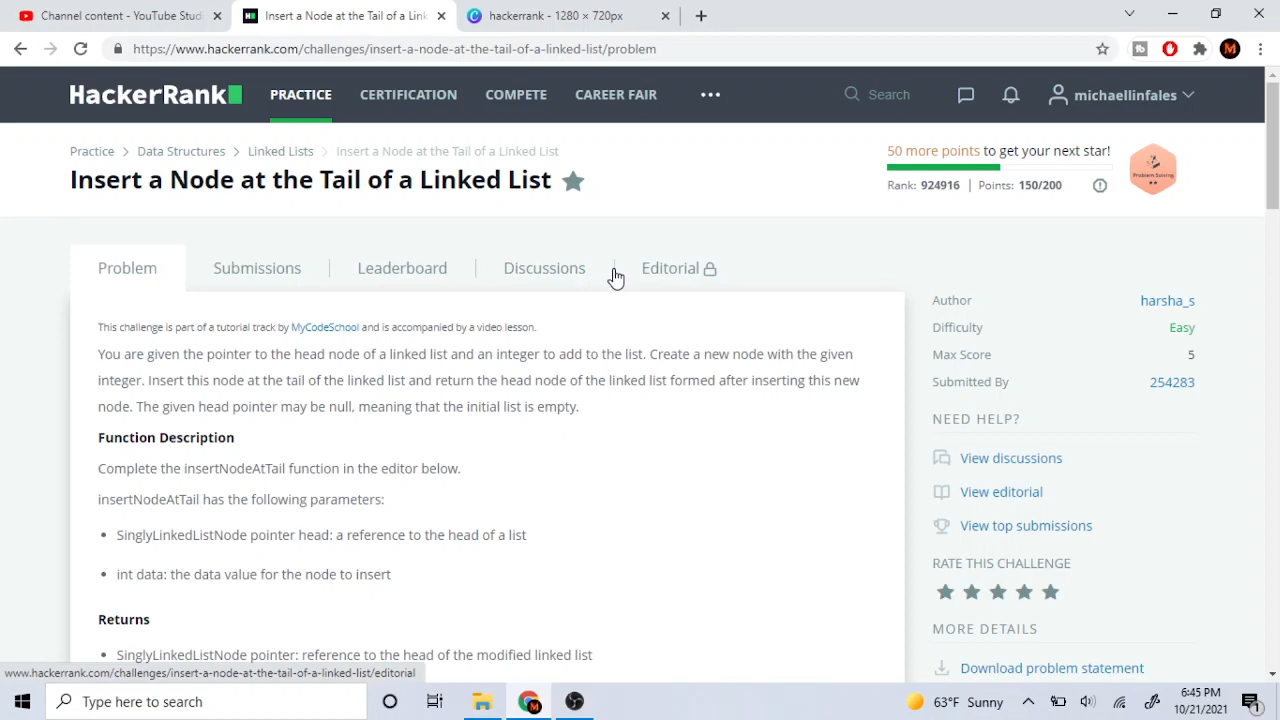 Channel content - YouTube Stud
Insert a Node at the Tail of a Link
hackerrank - 1280 × 720px
https://www.hackerrank.com/challenges/insert-a-node-at-the-tail-of-a-linked-list/problem
HackerRank
PRACTICE
CERTIFICATION
COMPETE
CAREER FAIR
Search
michaellinfales
Practice > Data Structures > Linked Lists > Insert a Node at the Tail of a Linked List
Insert a Node at the Tail of a Linked List
50 more points to get your next star!
Rank: 924916 | Points: 150/200
Problem Solving
Problem
Submissions
Leaderboard
Discussions
Editorial
This challenge is part of a tutorial track by MyCodeSchool and is accompanied by a video lesson.
You are given the pointer to the head node of a linked list and an integer to add to the list. Create a new node with the given
integer. Insert this node at the tail of the linked list and return the head node of the linked list formed after inserting this new
node. The given head pointer may be null, meaning that the initial list is empty.
Function Description
Complete the insertNodeAtTail function in the editor below.
insertNodeAtTail has the following parameters:
• SinglyLinkedListNode pointer head: a reference to the head of a list
• int data: the data value for the node to insert
Returns
• SinglyLinkedListNode pointer: reference to the head of the modified linked list
Author harsha_s
Difficulty Easy
Max Score 5
Submitted By 254283
NEED HELP?
View discussions
View editorial
View top submissions
RATE THIS CHALLENGE
MORE DETAILS
Download problem statement
www.hackerrank.com/challenges/insert-a-node-at-the-tail-of-a-linked-list/editorial
Type here to search
63°F Sunny
6:45 PM
10/21/2021